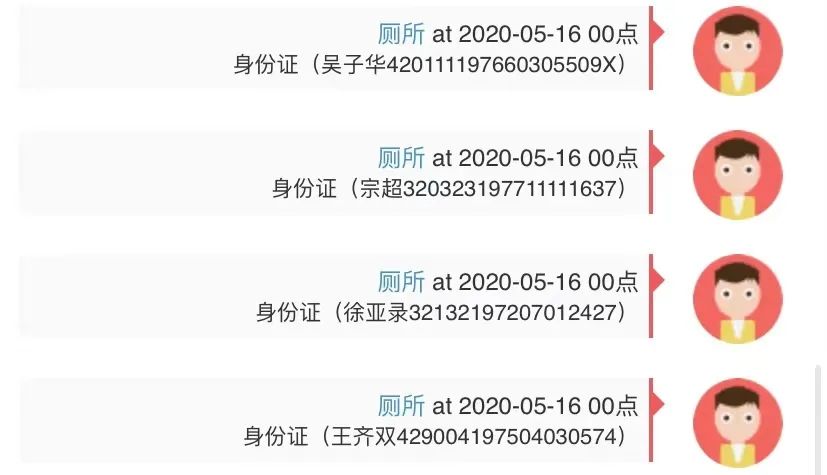 厕所 at 2020-05-16 00点
身份证（吴子华420111197660305509X）
厕所 at 2020-05-16 00点
身份证（宗超320323197711111637）
厕所 at 2020-05-16 00点
身份证（徐亚录32132197207012427）
厕所 at 2020-05-16 00点
身份证（王齐双429004197504030574）